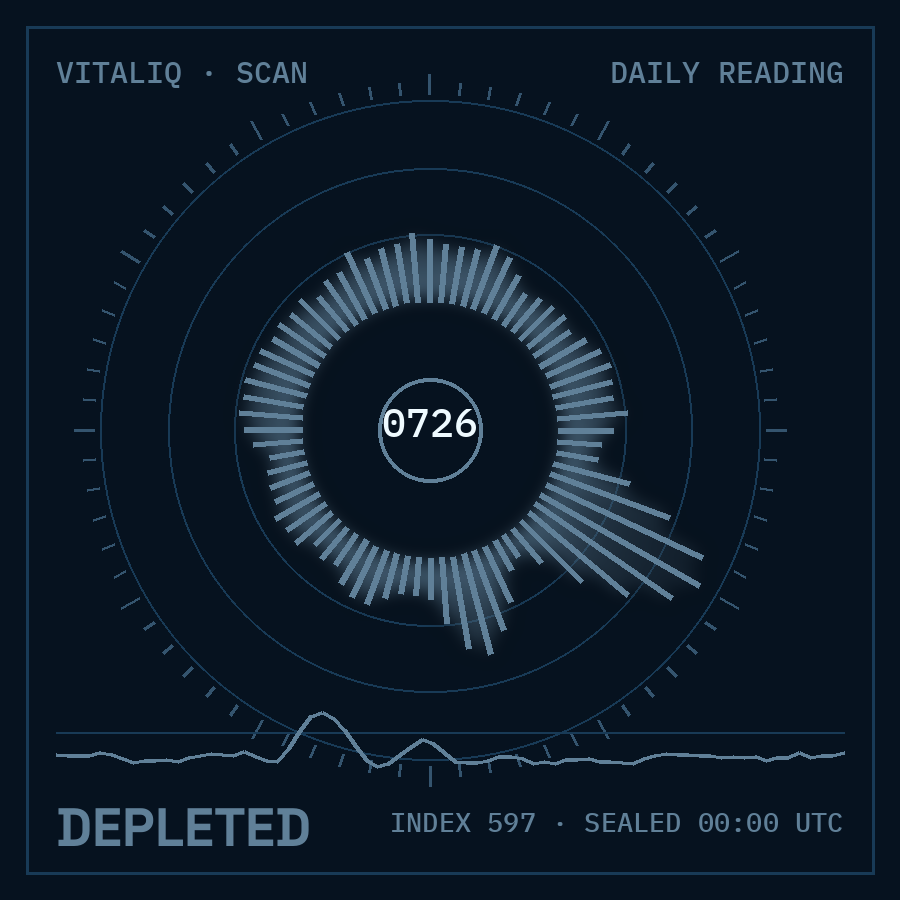 VITALIQ · SCAN
DAILY READING
0726
DEPLETED
INDEX 597 · SEALED 00:00 UTC